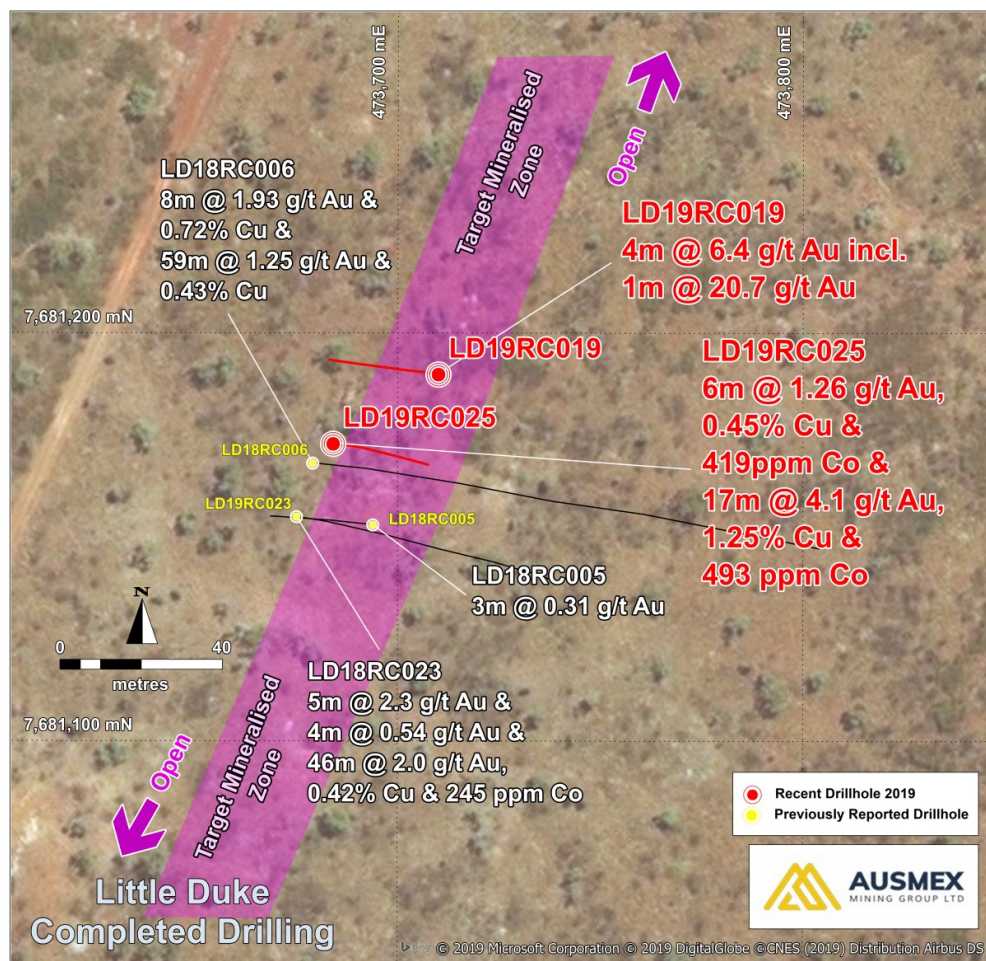 473,700 mE
473,800 mE
Target Mineralised
Zone
Open
LD18RC006
8m @ 1.93 g/t Au &
0.72% Cu &
59m @ 1.25 g/t Au &
0.43% Cu
LD19RC019
4m @ 6.4 g/t Au incl.
1m @ 20.7 g/t Au
7,681,200 mN
LD19RC019
LD19RC025
6m @ 1.26 g/t Au,
0.45% Cu &
419ppm Co &
17m @ 4.1 g/t Au,
1.25% Cu &
493 ppm Co
LD19RC025
LD18RC006
LD19RC023
LD18RC005
LD18RC005
3m @ 0.31 g/t Au
N
0 40
metres
LD18RC023
5m @ 2.3 g/t Au &
4m @ 0.54 g/t Au &
46m @ 2.0 g/t Au,
0.42% Cu & 245 ppm Co
7,681,100 mN
Target Mineralised
Zone
Open
Recent Drillhole 2019
Previously Reported Drillhole
AUSMEX
MINING GROUP LTD
Little Duke
Completed Drilling
bing © 2019 Microsoft Corporation © 2019 DigitalGlobe ©CNES (2019) Distribution Airbus DS